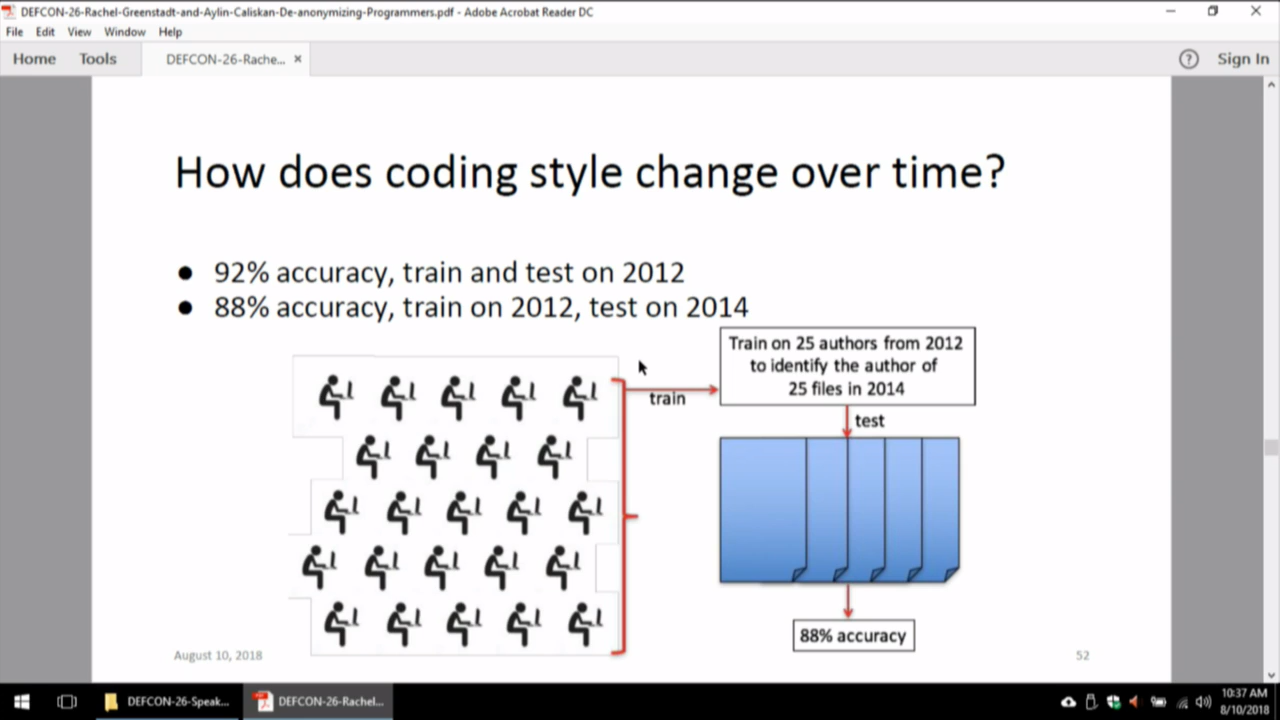 DEFCON-26-Rachel-Greenstadt-and-Aylin-Caliskan-De-anonymizing-Programmers.pdf - Adobe Acrobat Reader DC
File Edit View Window Help
Home Tools DEFCON-26-Rache... × ? Sign In
How does coding style change over time?
● 92% accuracy, train and test on 2012
● 88% accuracy, train on 2012, test on 2014
Train on 25 authors from 2012
to identify the author of
25 files in 2014
train
test
88% accuracy
August 10, 2018 52
DEFCON-26-Speak... DEFCON-26-Rachel... 10:37 AM
8/10/2018